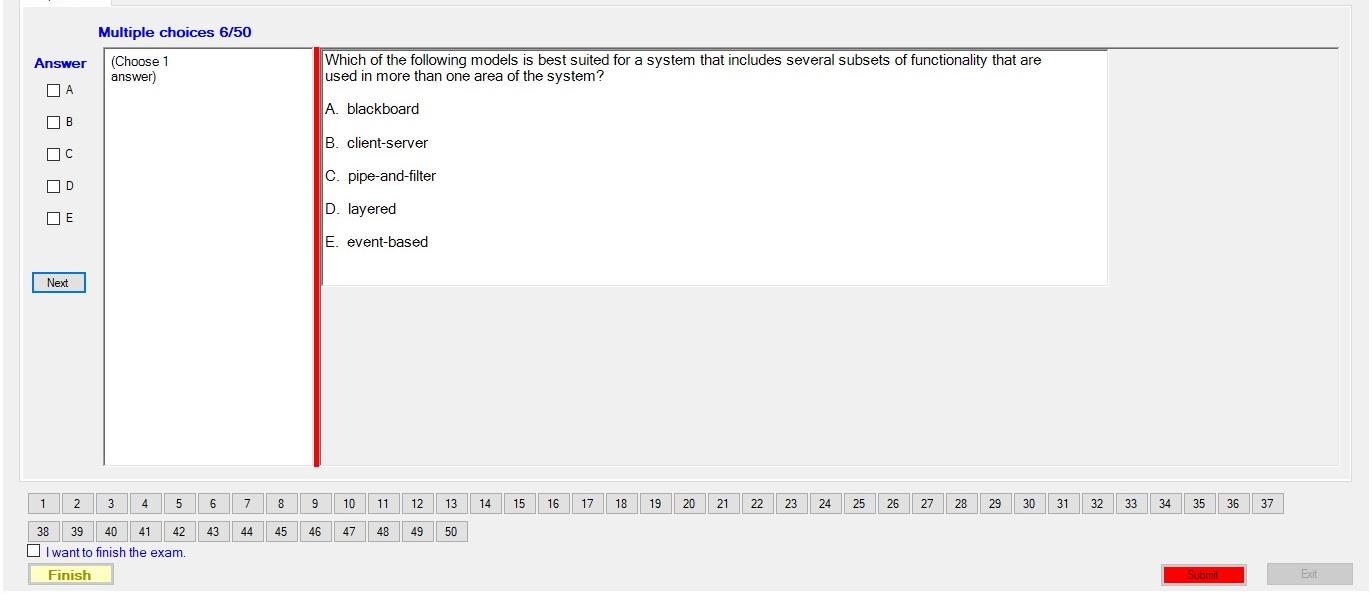 Multiple choices 6/50
Answer
(Choose 1
answer)
A
B
C
D
E
Next
Which of the following models is best suited for a system that includes several subsets of functionality that are
used in more than one area of the system?
A. blackboard
B. client-server
C. pipe-and-filter
D. layered
E. event-based
1 2 3 4 5 6 7 8 9 10 11 12 13 14 15 16 17 18 19 20 21 22 23 24 25 26 27 28 29 30 31 32 33 34 35 36 37
38 39 40 41 42 43 44 45 46 47 48 49 50
I want to finish the exam.
Finish
Submit
Exit